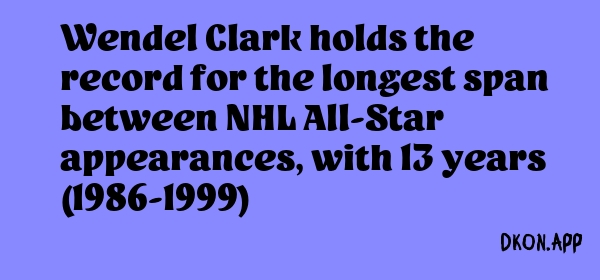 Wendel Clark holds the
record for the longest span
between NHL All-Star
appearances, with 13 years
(1986-1999)
DKON.APP